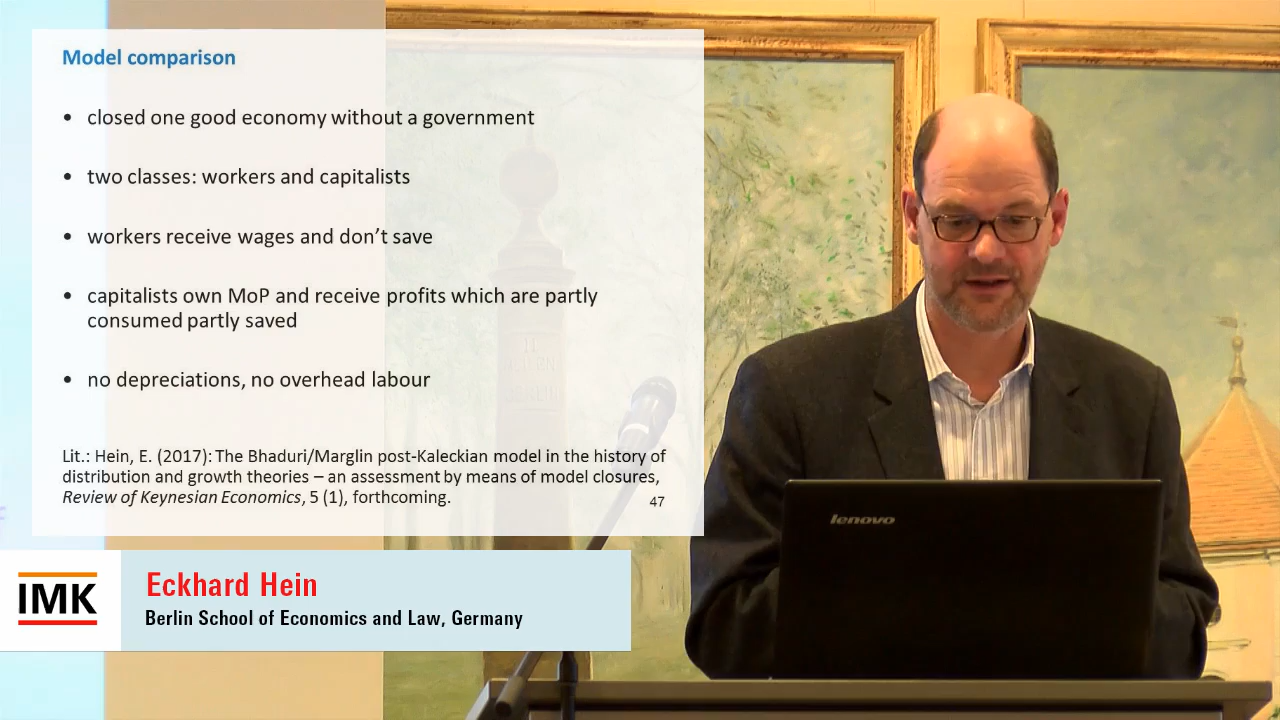 Model comparison
• closed one good economy without a government
• two classes: workers and capitalists
• workers receive wages and don't save
• capitalists own MoP and receive profits which are partly
consumed partly saved
• no depreciations, no overhead labour
Lit.: Hein, E. (2017): The Bhaduri/Marglin post-Kaleckian model in the history of
distribution and growth theories – an assessment by means of model closures,
Review of Keynesian Economics, 5 (1), forthcoming.
47
IMK
Eckhard Hein
Berlin School of Economics and Law, Germany
lenovo